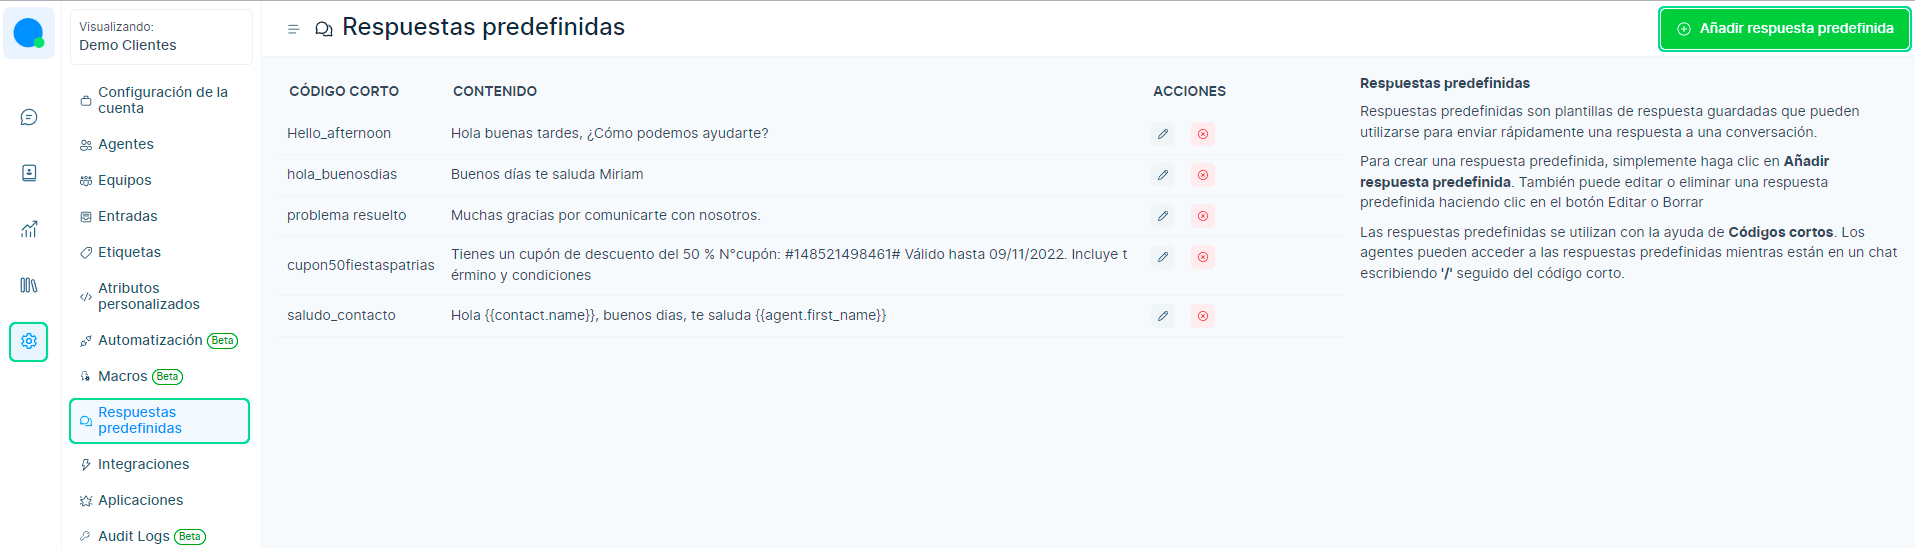 Visualizando:
Demo Clientes
Configuración de la
cuenta
Agentes
Equipos
Entradas
Etiquetas
Atributos
personalizados
Automatización Beta
Macros Beta
Respuestas
predefinidas
Integraciones
Aplicaciones
Audit Logs Beta
Respuestas predefinidas
Añadir respuesta predefinida
CÓDIGO CORTO CONTENIDO ACCIONES
Hello_afternoon Hola buenas tardes, ¿Cómo podemos ayudarte?
hola_buenosdias Buenos días te saluda Miriam
problema resuelto Muchas gracias por comunicarte con nosotros.
cupon50fiestaspatrias Tienes un cupón de descuento del 50 % N°cupón: #148521498461# Válido hasta 09/11/2022. Incluye t
érmino y condiciones
saludo_contacto Hola {{contact.name}}, buenos dias, te saluda {{agent.first_name}}
Respuestas predefinidas
Respuestas predefinidas son plantillas de respuesta guardadas que pueden
utilizarse para enviar rápidamente una respuesta a una conversación.
Para crear una respuesta predefinida, simplemente haga clic en Añadir
respuesta predefinida. También puede editar o eliminar una respuesta
predefinida haciendo clic en el botón Editar o Borrar
Las respuestas predefinidas se utilizan con la ayuda de Códigos cortos. Los
agentes pueden acceder a las respuestas predefinidas mientras están en un chat
escribiendo '/' seguido del código corto.